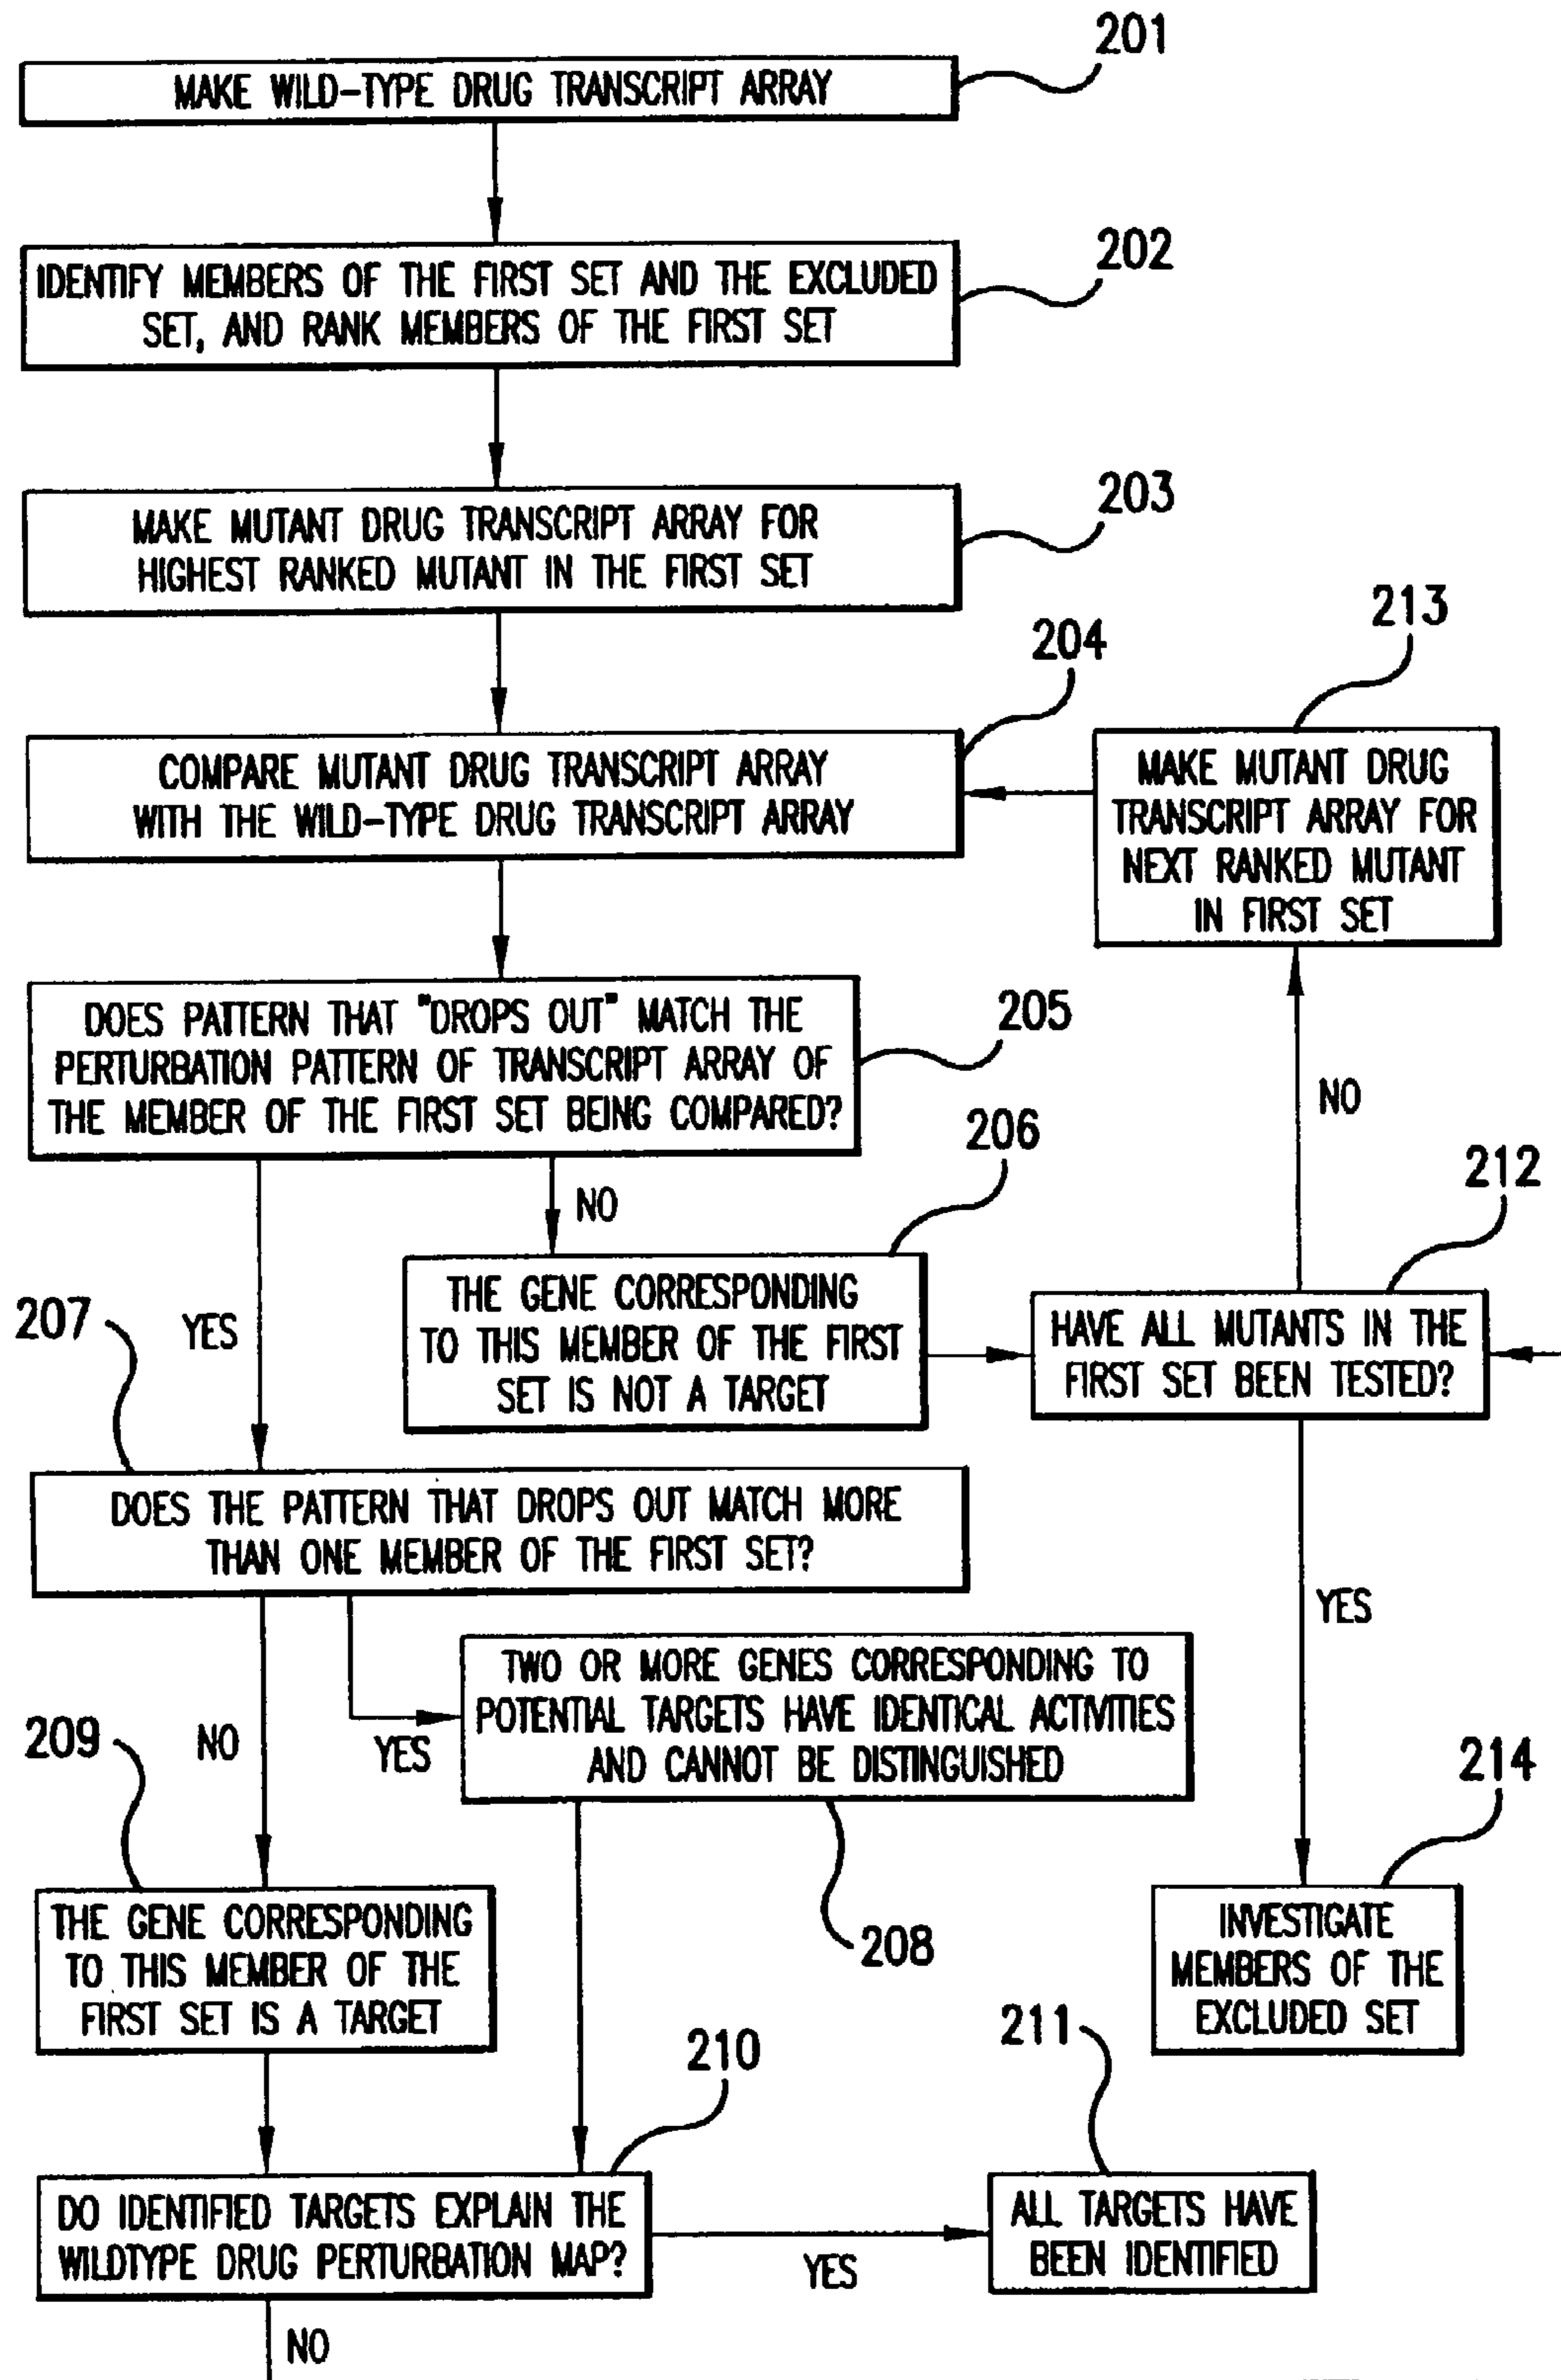 201
MAKE WILD-TYPE DRUG TRANSCRIPT ARRAY
202
IDENTIFY MEMBERS OF THE FIRST SET AND THE EXCLUDED
SET, AND RANK MEMBERS OF THE FIRST SET
203
MAKE MUTANT DRUG TRANSCRIPT ARRAY FOR
HIGHEST RANKED MUTANT IN THE FIRST SET
204
COMPARE MUTANT DRUG TRANSCRIPT ARRAY
WITH THE WILD-TYPE DRUG TRANSCRIPT ARRAY
213
MAKE MUTANT DRUG
TRANSCRIPT ARRAY FOR
NEXT RANKED MUTANT
IN FIRST SET
205
DOES PATTERN THAT "DROPS OUT" MATCH THE
PERTURBATION PATTERN OF TRANSCRIPT ARRAY OF
THE MEMBER OF THE FIRST SET BEING COMPARED?
NO
206
NO
THE GENE CORRESPONDING
TO THIS MEMBER OF THE FIRST
SET IS NOT A TARGET
212
HAVE ALL MUTANTS IN THE
FIRST SET BEEN TESTED?
207
YES
DOES THE PATTERN THAT DROPS OUT MATCH MORE
THAN ONE MEMBER OF THE FIRST SET?
YES
TWO OR MORE GENES CORRESPONDING TO
POTENTIAL TARGETS HAVE IDENTICAL ACTIVITIES
AND CANNOT BE DISTINGUISHED
209
NO
YES
208
214
INVESTIGATE
MEMBERS OF THE
EXCLUDED SET
THE GENE CORRESPONDING
TO THIS MEMBER OF THE
FIRST SET IS A TARGET
210
211
DO IDENTIFIED TARGETS EXPLAIN THE
WILDTYPE DRUG PERTURBATION MAP?
YES
ALL TARGETS HAVE
BEEN IDENTIFIED
NO